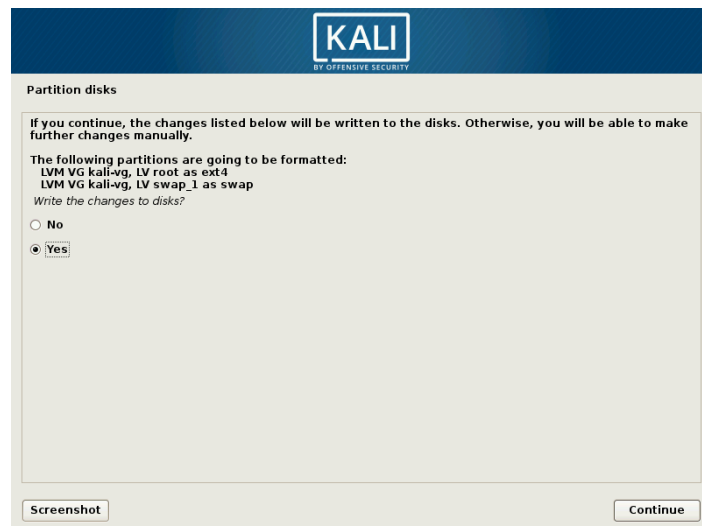 KALI
BY OFFENSIVE SECURITY
Partition disks
If you continue, the changes listed below will be written to the disks. Otherwise, you will be able to make
further changes manually.
The following partitions are going to be formatted:
LVM VG kali-vg, LV root as ext4
LVM VG kali-vg, LV swap_1 as swap
Write the changes to disks?
No
Yes
Screenshot
Continue